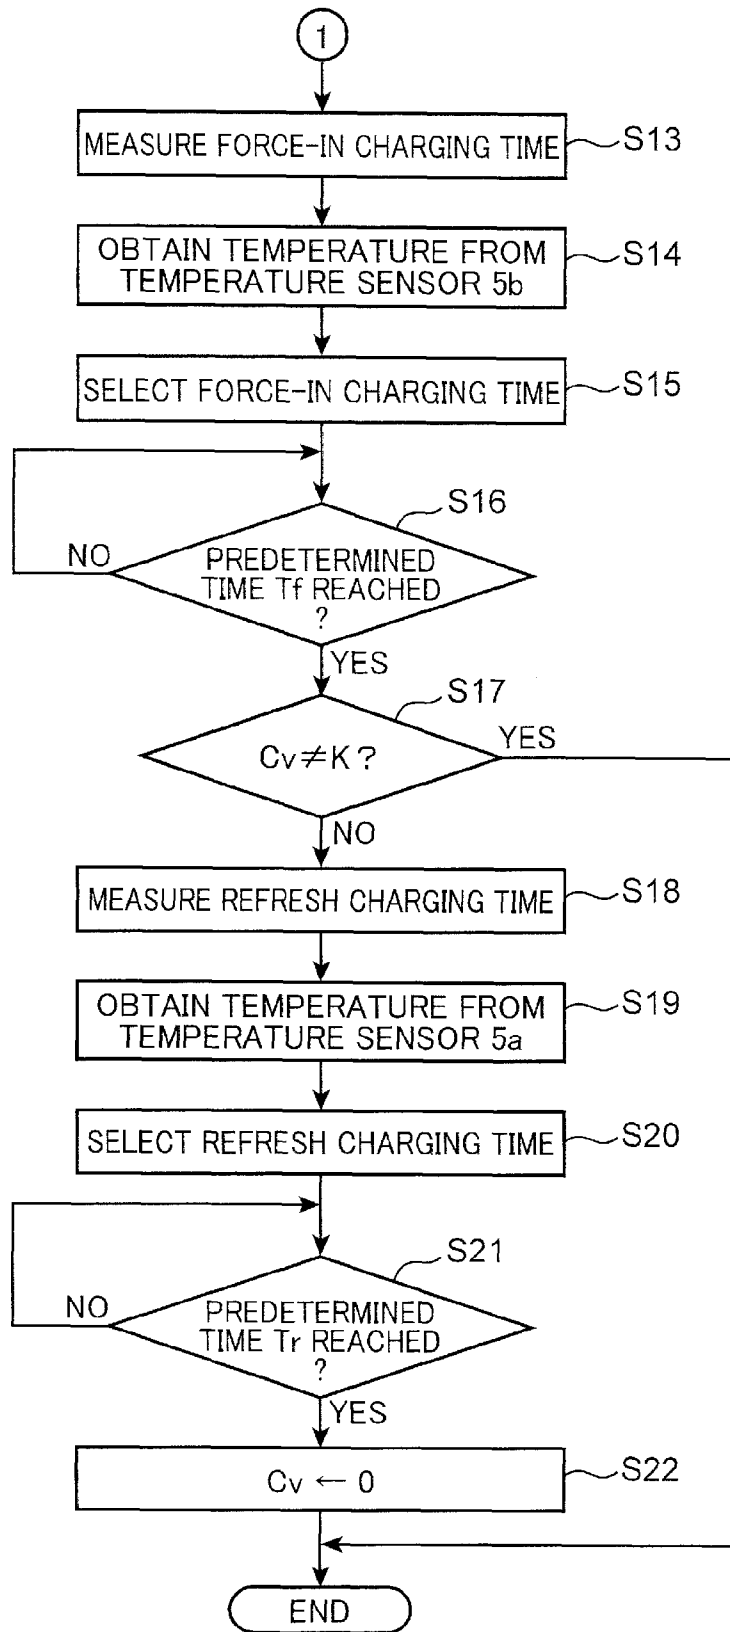 1
MEASURE FORCE-IN CHARGING TIME
S13
OBTAIN TEMPERATURE FROM
TEMPERATURE SENSOR 5b
S14
SELECT FORCE-IN CHARGING TIME
S15
S16
NO
PREDETERMINED
TIME Tf REACHED
?
YES
S17
Cv≠K?
YES
NO
MEASURE REFRESH CHARGING TIME
S18
OBTAIN TEMPERATURE FROM
TEMPERATURE SENSOR 5a
S19
SELECT REFRESH CHARGING TIME
S20
S21
NO
PREDETERMINED
TIME Tr REACHED
?
YES
Cv ← 0
S22
END